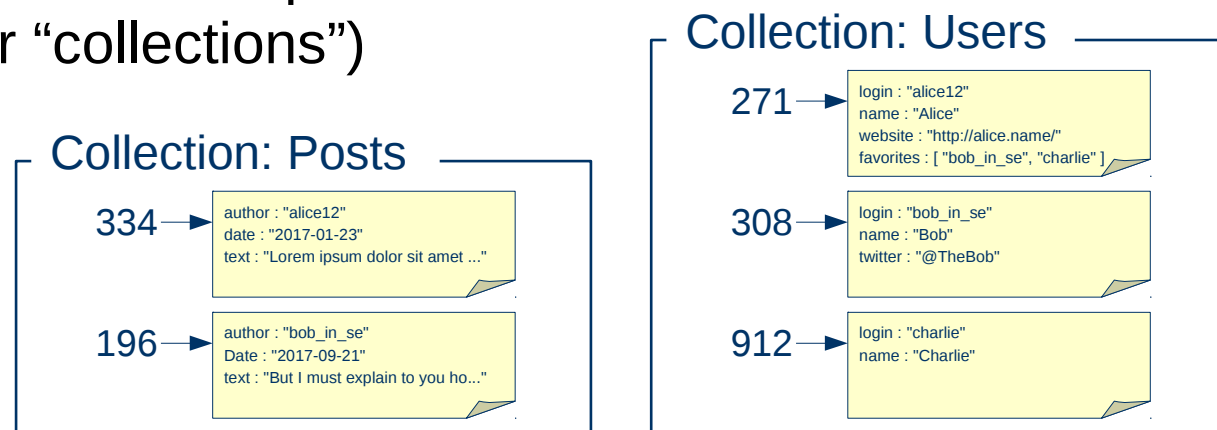 r “collections”)
Collection: Posts
334
author : "alice12"
date : "2017-01-23"
text : "Lorem ipsum dolor sit amet ..."
196
author : "bob_in_se"
Date : "2017-09-21"
text : "But I must explain to you ho..."
Collection: Users
271
login : "alice12"
name : "Alice"
website : "http://alice.name/"
favorites : [ "bob_in_se", "charlie" ]
308
login : "bob_in_se"
name : "Bob"
twitter : "@TheBob"
912
login : "charlie"
name : "Charlie"